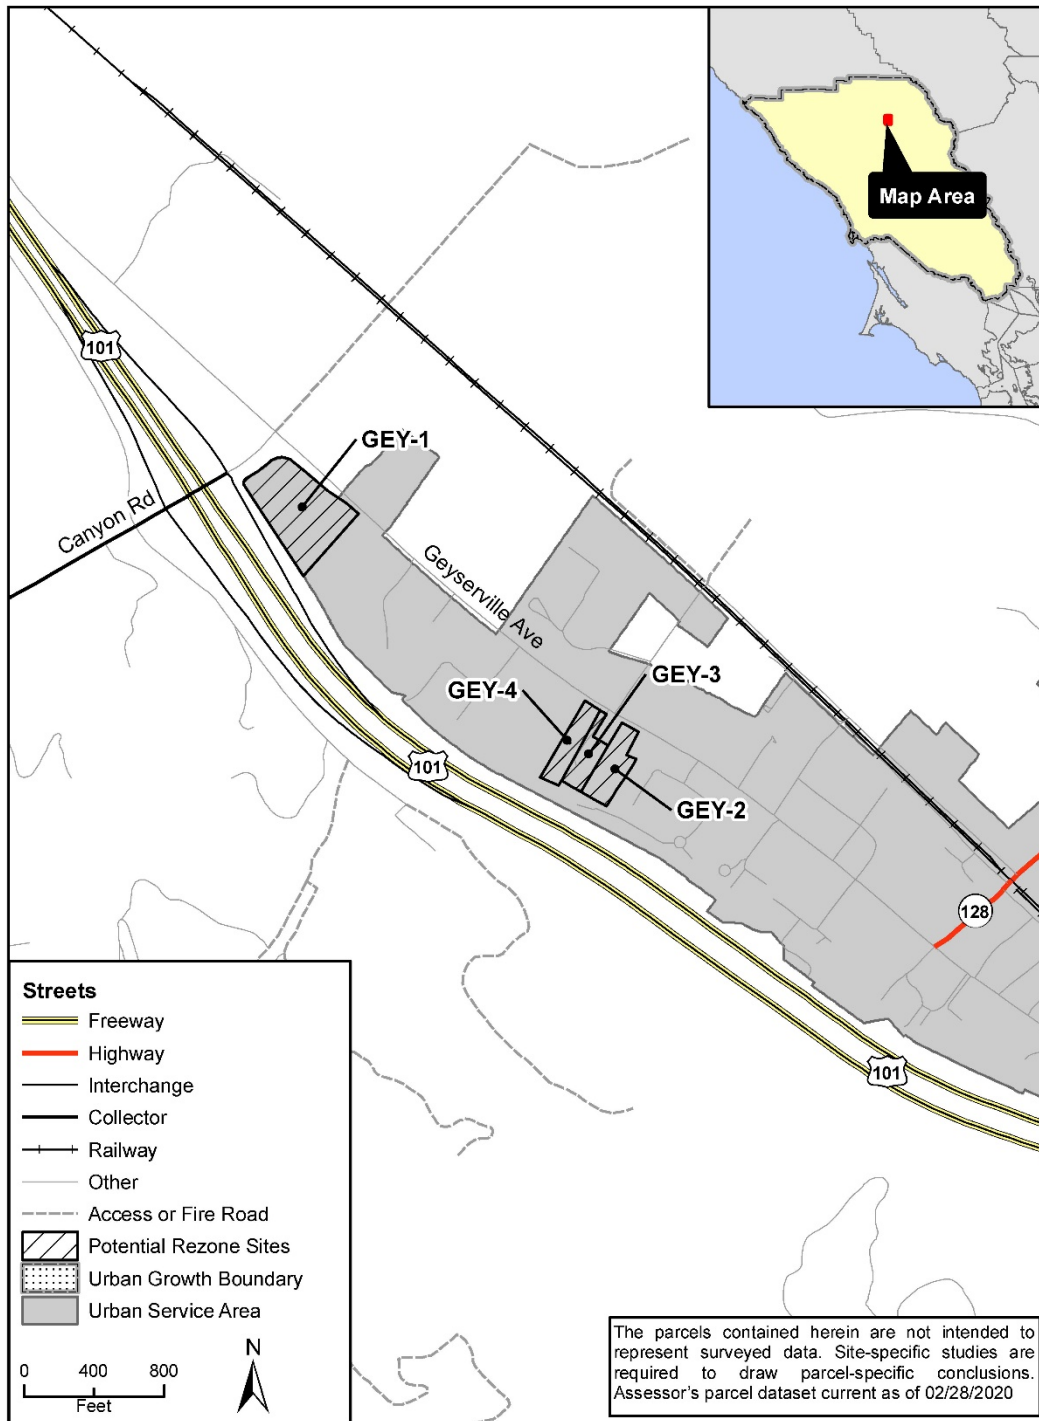 Map Area
101
GEY-1
Canyon Rd
Geyserville Ave
GEY-3
GEY-4
101
GEY-2
128
101
Streets
Freeway
Highway
Interchange
Collector
Railway
Other
Access or Fire Road
Potential Rezone Sites
Urban Growth Boundary
Urban Service Area
N
0 400 800
Feet
The parcels contained herein are not intended to
represent surveyed data. Site-specific studies are
required to draw parcel-specific conclusions.
Assessor's parcel dataset current as of 02/28/2020